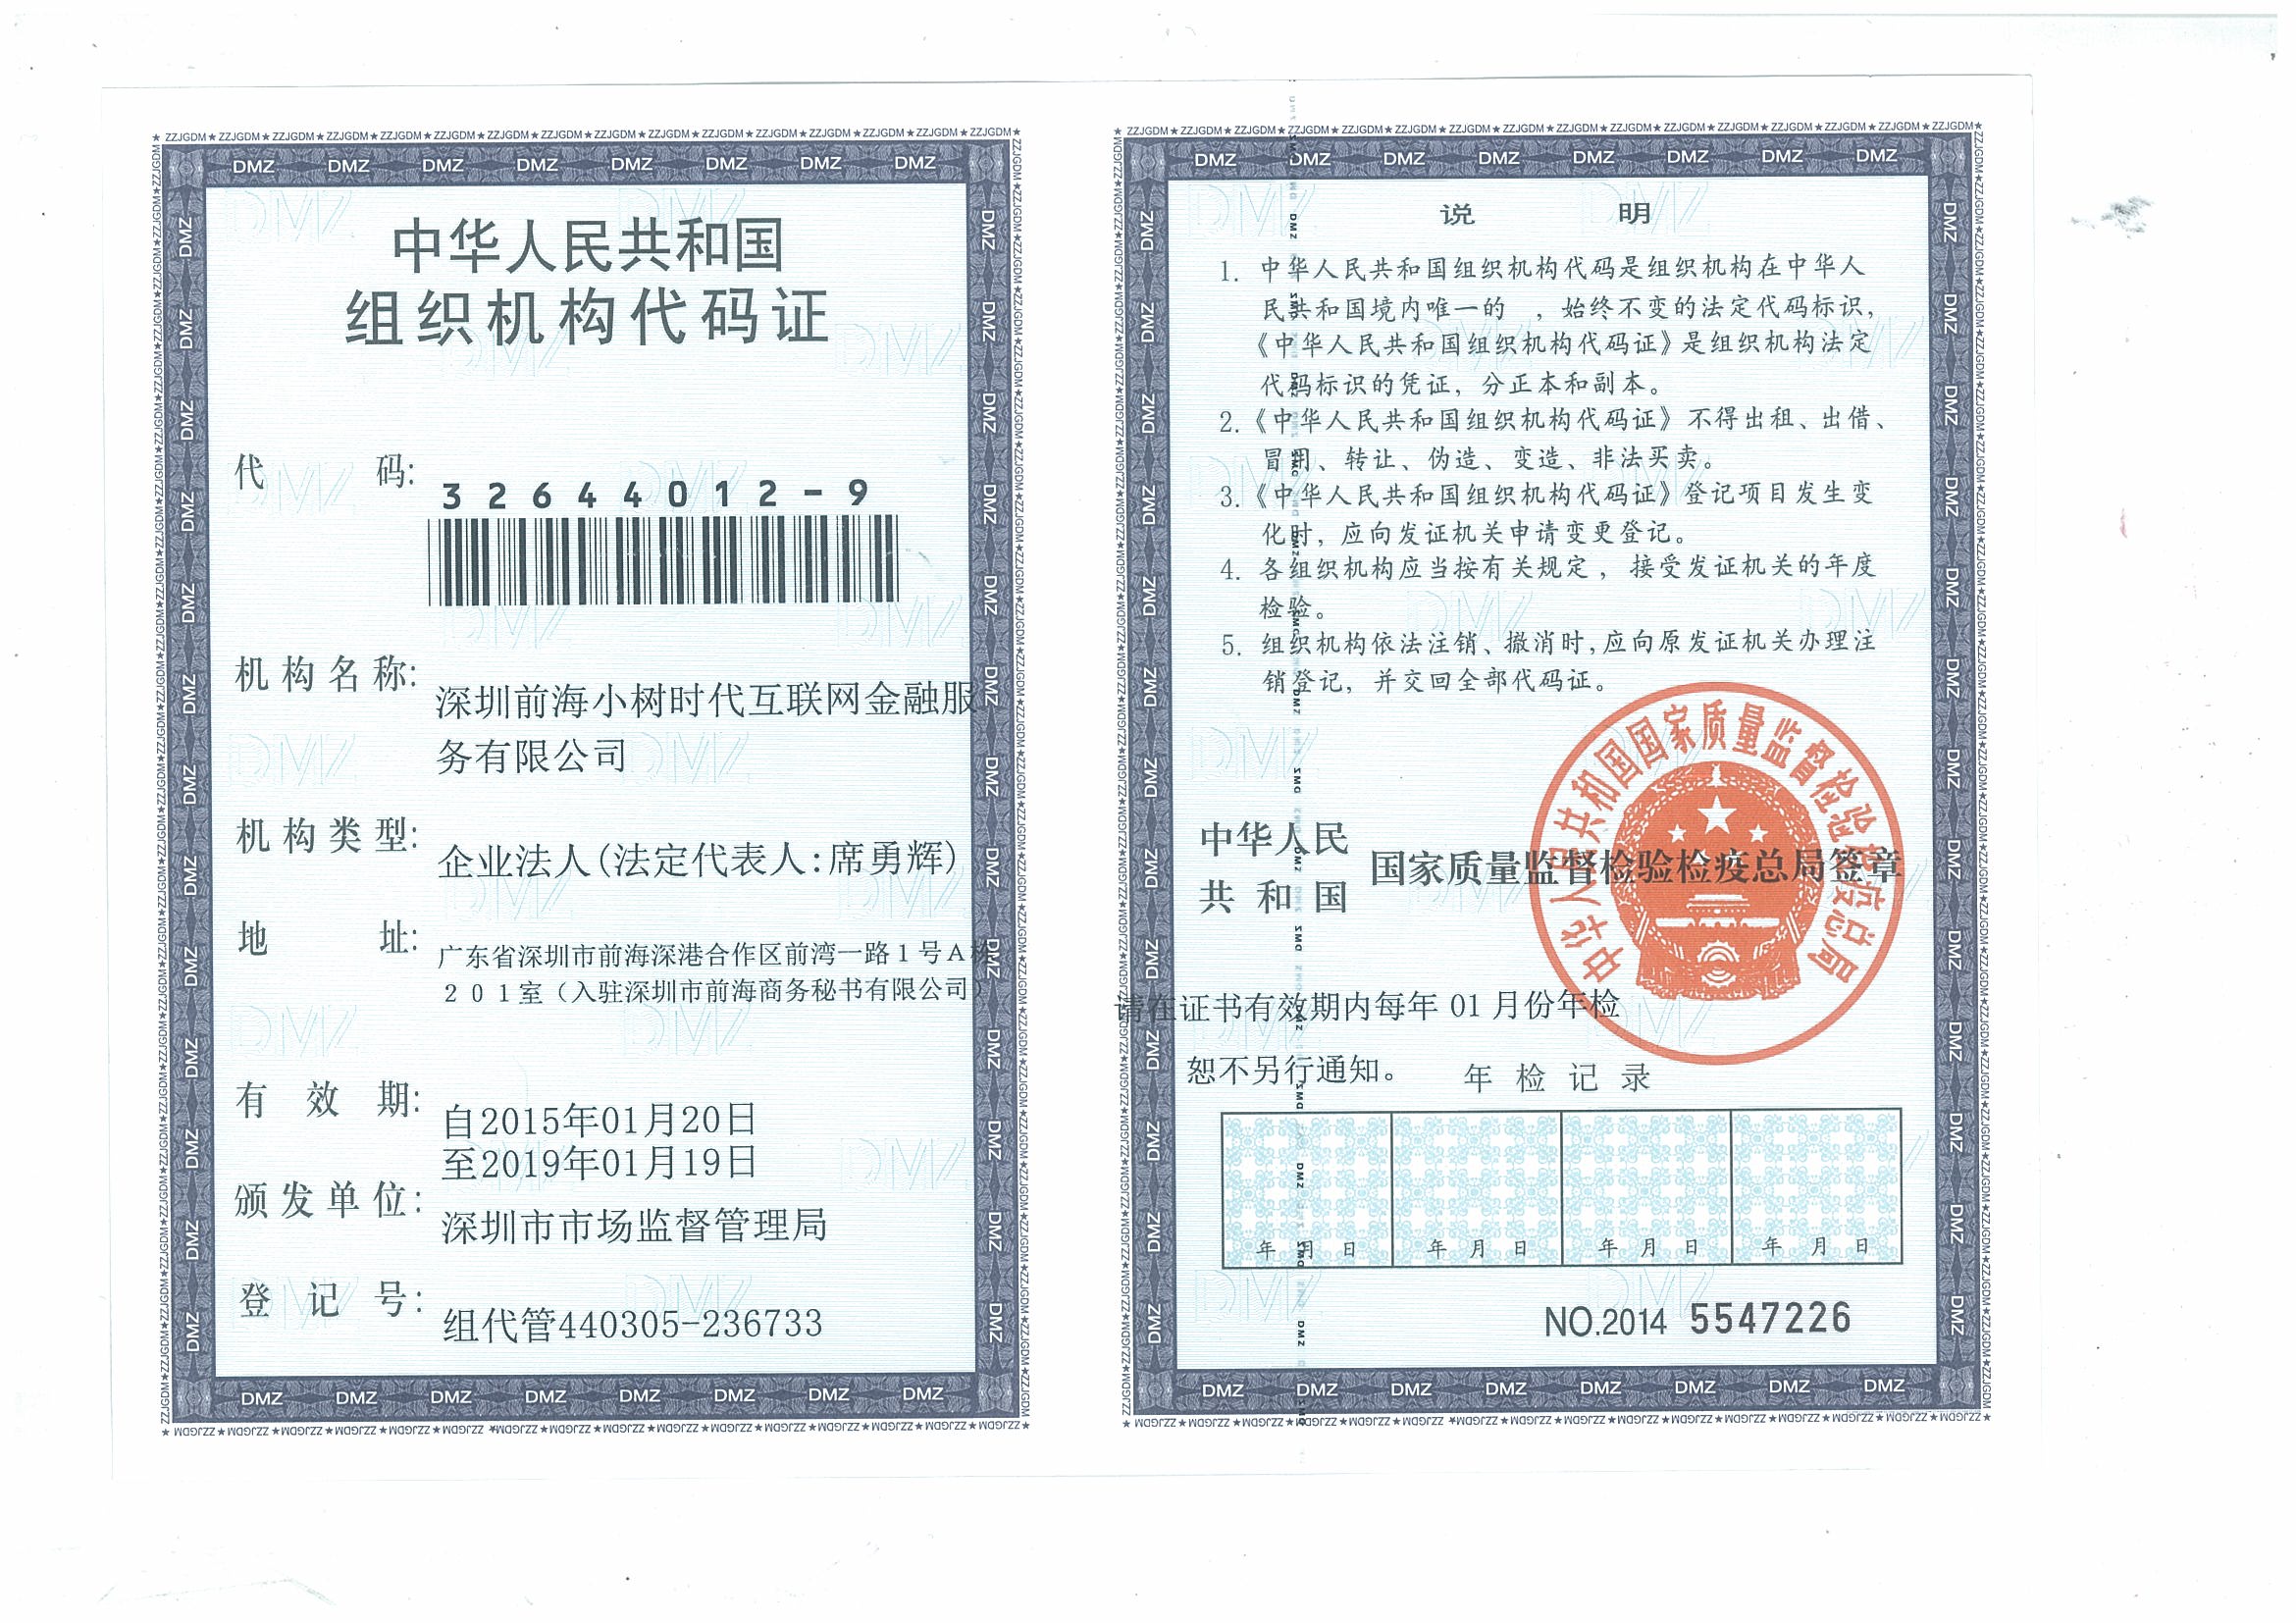 中华人民共和国
组织机构代码证
代 码: 32644012-9
机构名称: 深圳前海小树时代互联网金融服
务有限公司
机构类型: 企业法人(法定代表人:席勇辉)
地 址: 广东省深圳市前海深港合作区前湾一路1号A栋
201室(入驻深圳市前海商务秘书有限公司)
有效期: 自2015年01月20日
至2019年01月19日
颁发单位: 深圳市市场监督管理局
登记号: 组代管440305-236733
说 明
1. 中华人民共和国组织机构代码是组织机构在中华人
民共和国境内唯一的 ,始终不变的法定代码标识,
《中华人民共和国组织机构代码证》是组织机构法定
代码标识的凭证,分正本和副本。
2.《中华人民共和国组织机构代码证》不得出租、出借、
冒用、转让、伪造、变造、非法买卖。
3.《中华人民共和国组织机构代码证》登记项目发生变
化时,应向发证机关申请变更登记。
4. 各组织机构应当按有关规定,接受发证机关的年度
检验。
5. 组织机构依法注销、撤消时,应向原发证机关办理注
销登记,并交回全部代码证。
中华人民共和国国家质量监督检验检疫总局
中华人民
共和国 国家质量监督检验检疫总局签章
请在证书有效期内每年 01 月份年检
恕不另行通知。 年检记录
年 月 日 年 月 日 年 月 日 年 月 日
NO.2014 5547226